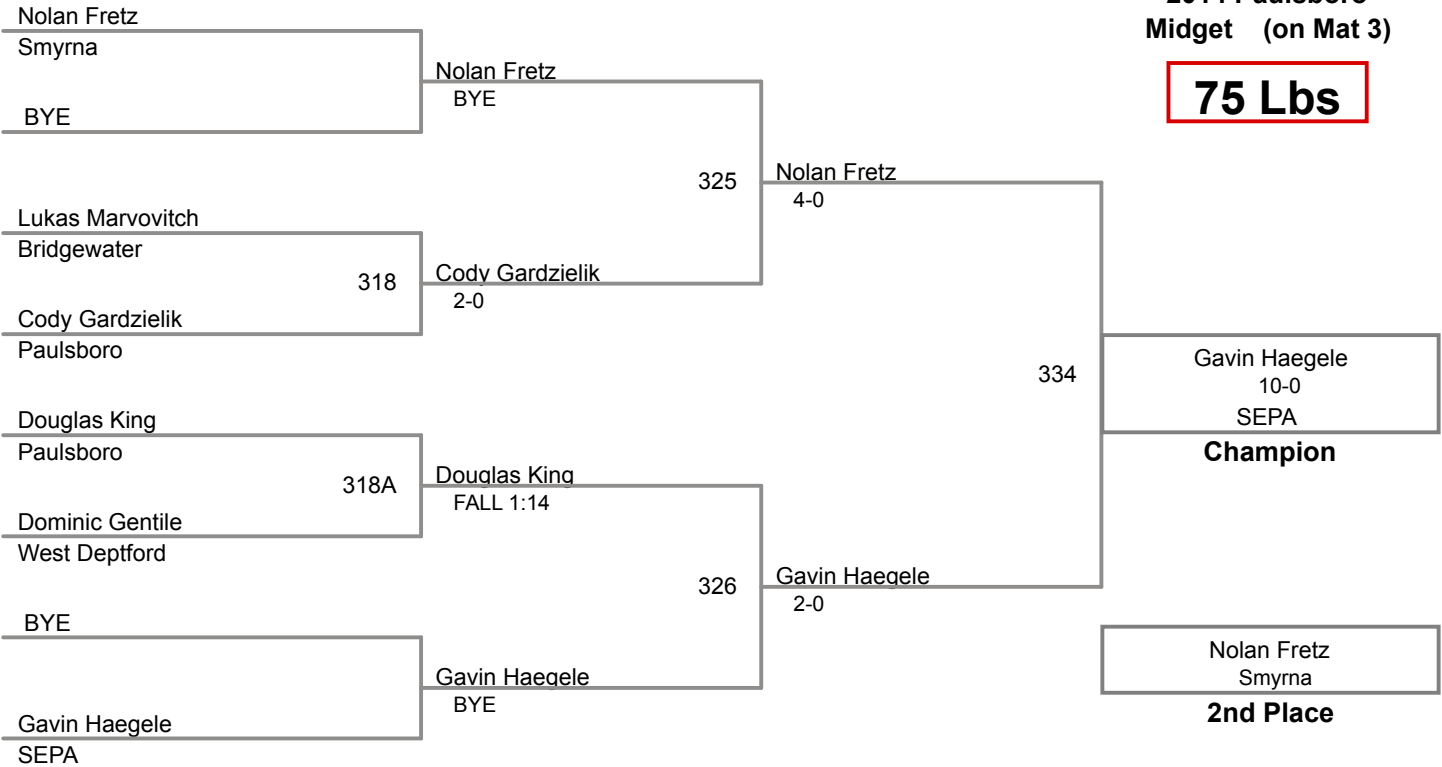 Paulsboro
Midget (on Mat 3)
75 Lbs
Nolan Fretz
Smyrna
BYE
Lukas Marvovitch
Bridgewater
318
Cody Gardzielik
Paulsboro
Douglas King
Paulsboro
318A
Dominic Gentile
West Deptford
BYE
Gavin Haegele
SEPA
Nolan Fretz
BYE
325
Cody Gardzielik
2-0
Douglas King
FALL 1:14
326
Gavin Haegele
BYE
Nolan Fretz
4-0
334
Gavin Haegele
2-0
Gavin Haegele
10-0
SEPA
Champion
Nolan Fretz
Smyrna
2nd Place